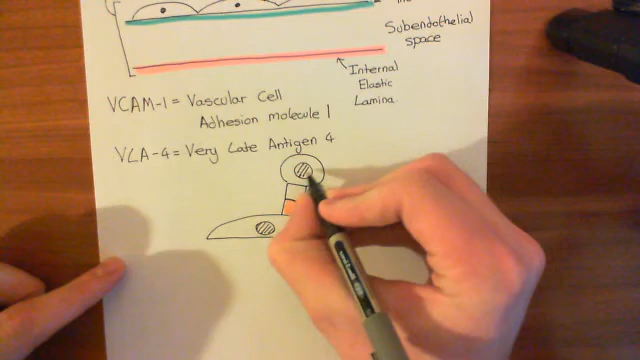 Subendothelial
space
Internal
Elastic
Lamina.
VCAM-1 = Vascular Cell
Adhesion molecule 1
VLA-4 = Very Late Antigen 4